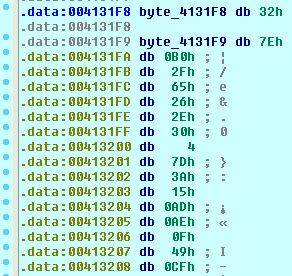 .data:004131F8 byte_4131F8 db 32h
.data:004131F8
.data:004131F9 byte_4131F9 db 7Eh
.data:004131FA db 0B0h ; ¦
.data:004131FB db 2Fh ; /
.data:004131FC db 65h ; e
.data:004131FD db 26h ; &
.data:004131FE db 2Eh ; .
.data:004131FF db 30h ; 0
.data:00413200 db 4
.data:00413201 db 7Dh ; }
.data:00413202 db 3Ah ; :
.data:00413203 db 15h
.data:00413204 db 0ADh ; ¡
.data:00413205 db 0AEh ; «
.data:00413206 db 0Fh
.data:00413207 db 49h ; I
.data:00413208 db 0CFh ; -